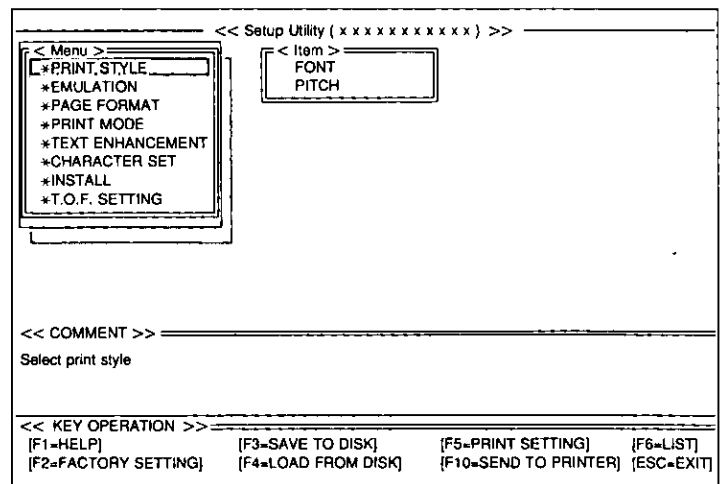 << Setup Utility ( x x x x x x x x x x x ) >>
< Menu >
*PRINT STYLE
*EMULATION
*PAGE FORMAT
*PRINT MODE
*TEXT ENHANCEMENT
*CHARACTER SET
*INSTALL
*T.O.F. SETTING
< Item >
FONT
PITCH
<< COMMENT >>
Select print style
<< KEY OPERATION >>
[F1=HELP] [F3=SAVE TO DISK] [F5=PRINT SETTING] [F6=LIST]
[F2=FACTORY SETTING] [F4=LOAD FROM DISK] [F10=SEND TO PRINTER] [ESC=EXIT]